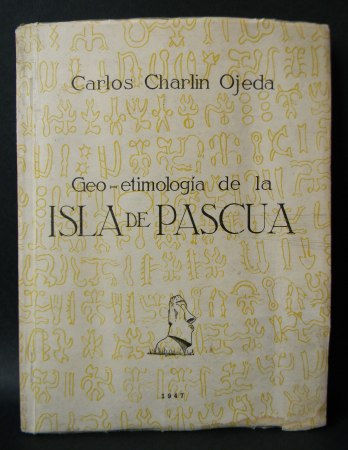 Carlos Charlin Ojeda
Geo-etimología de la
ISLA DE PASCUA
1947